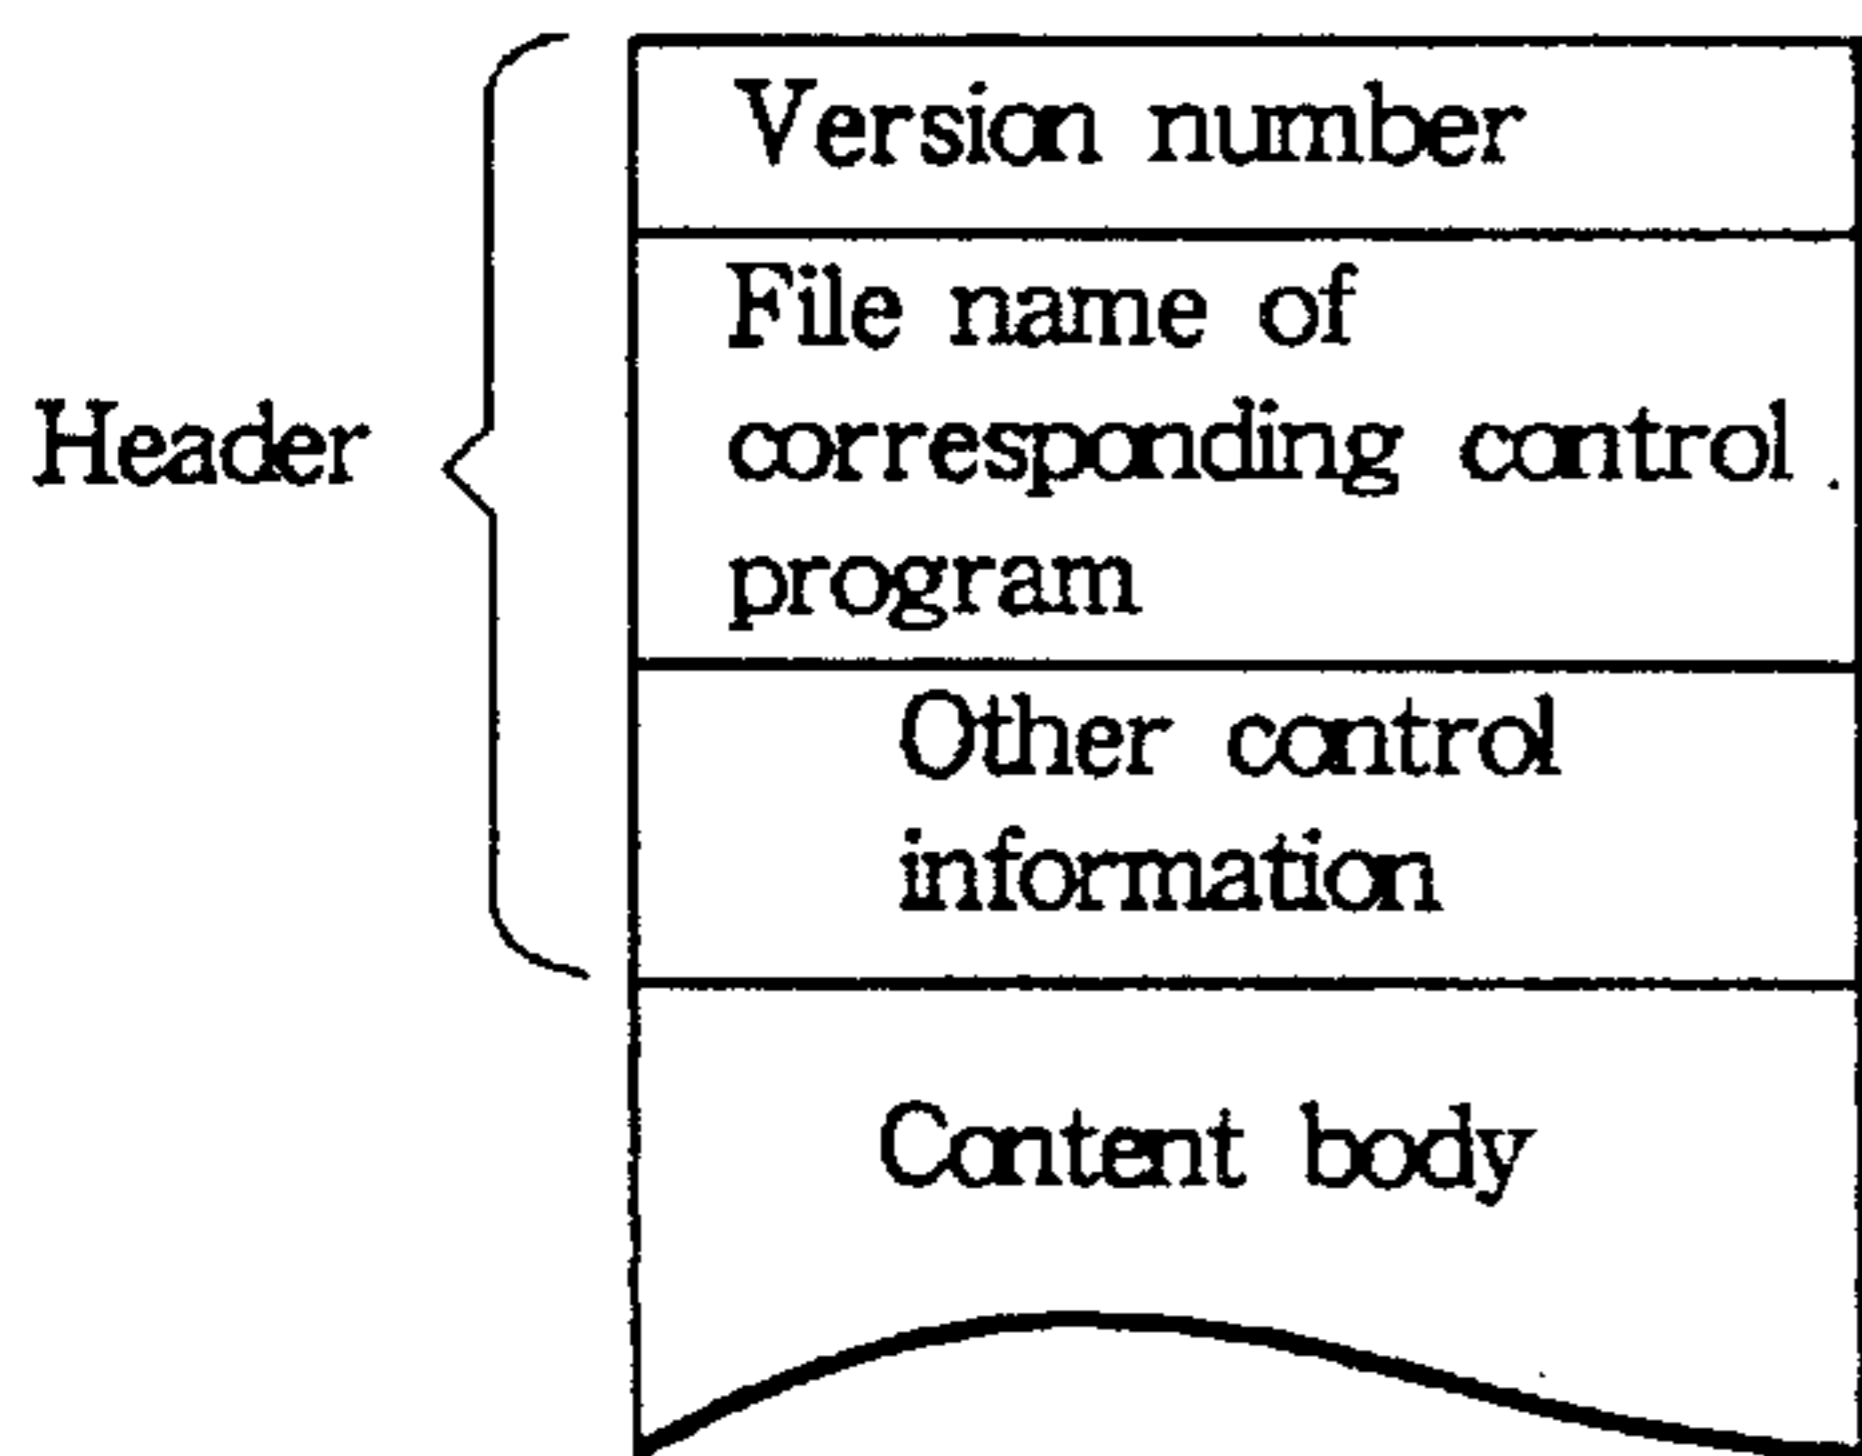 Version number
File name of
corresponding control
program
Header
Other control
information
Content body